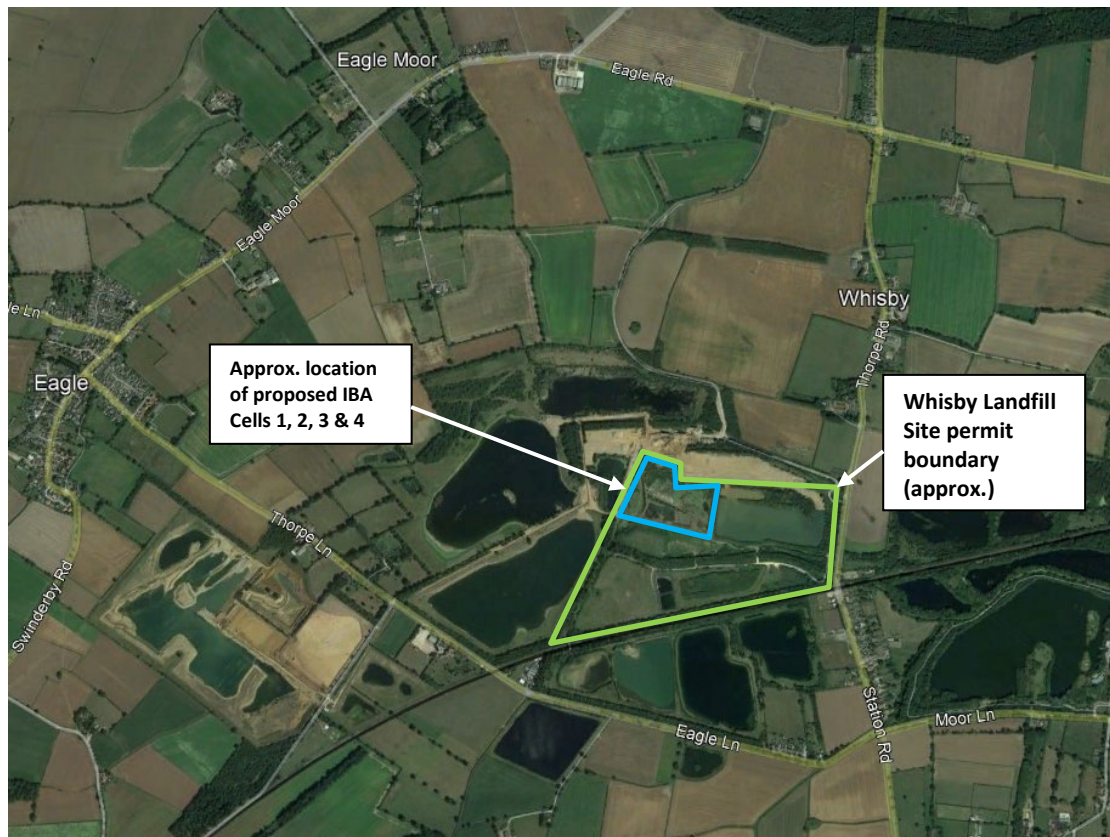 Eagle Moor
Eagle Rd
Eagle Moor
Whisby
Thorpe Rd
le Ln
Eagle
Approx. location
of proposed IBA
Cells 1, 2, 3 & 4
Whisby Landfill
Site permit
boundary
(approx.)
Thorpe Ln
Swinderby Rd
Station Rd
Moor Ln
Eagle Ln